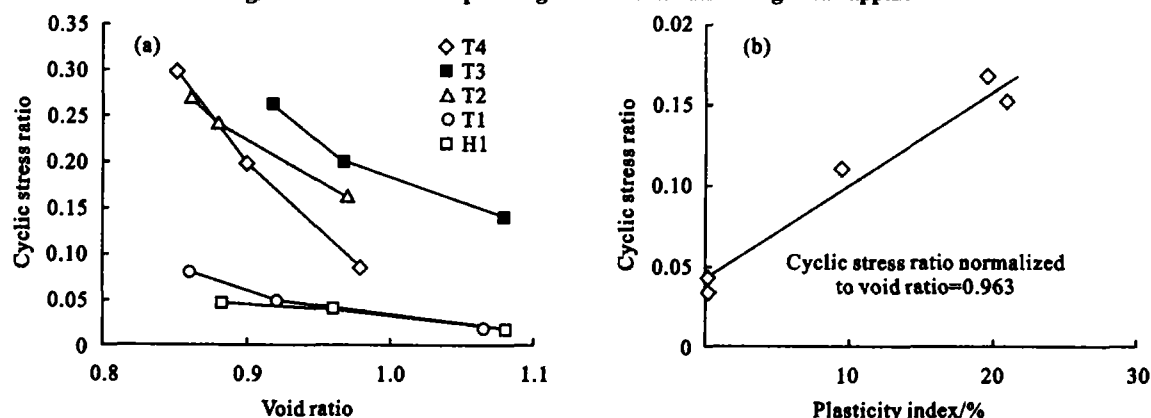 (a)
T4
T3
T2
T1
H1
0.35
0.30
0.25
0.20
0.15
0.10
0.05
0
0.8
0.9
1.0
1.1
Void ratio
Cyclic stress ratio
(b)
0.02
0.15
0.10
0.05
0
10
20
30
Plasticity index/%
Cyclic stress ratio
Cyclic stress ratio normalized
to void ratio=0.963